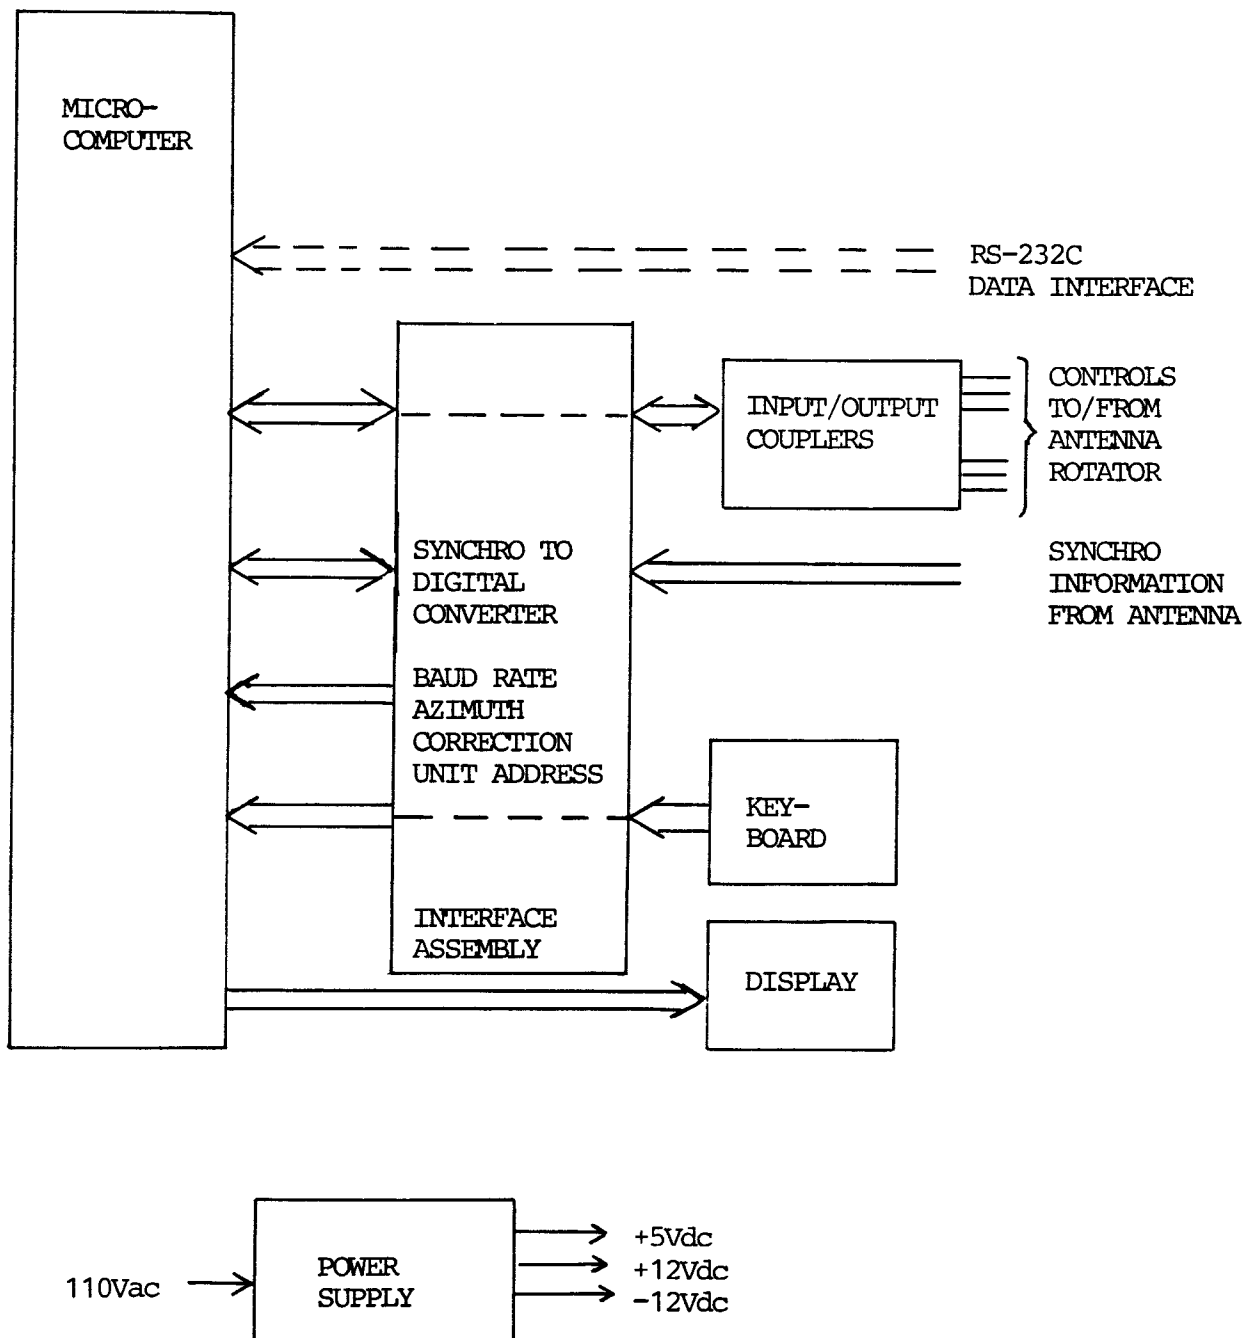 MICRO-
COMPUTER
RS-232C
DATA INTERFACE
INPUT/OUTPUT
COUPLERS
CONTROLS
TO/FROM
ANTENNA
ROTATOR
SYNCHRO TO
DIGITAL
CONVERTER
SYNCHRO
INFORMATION
FROM ANTENNA
BAUD RATE
AZIMUTH
CORRECTION
UNIT ADDRESS
KEY-
BOARD
INTERFACE
ASSEMBLY
DISPLAY
110Vac
POWER
SUPPLY
+5Vdc
+12Vdc
-12Vdc